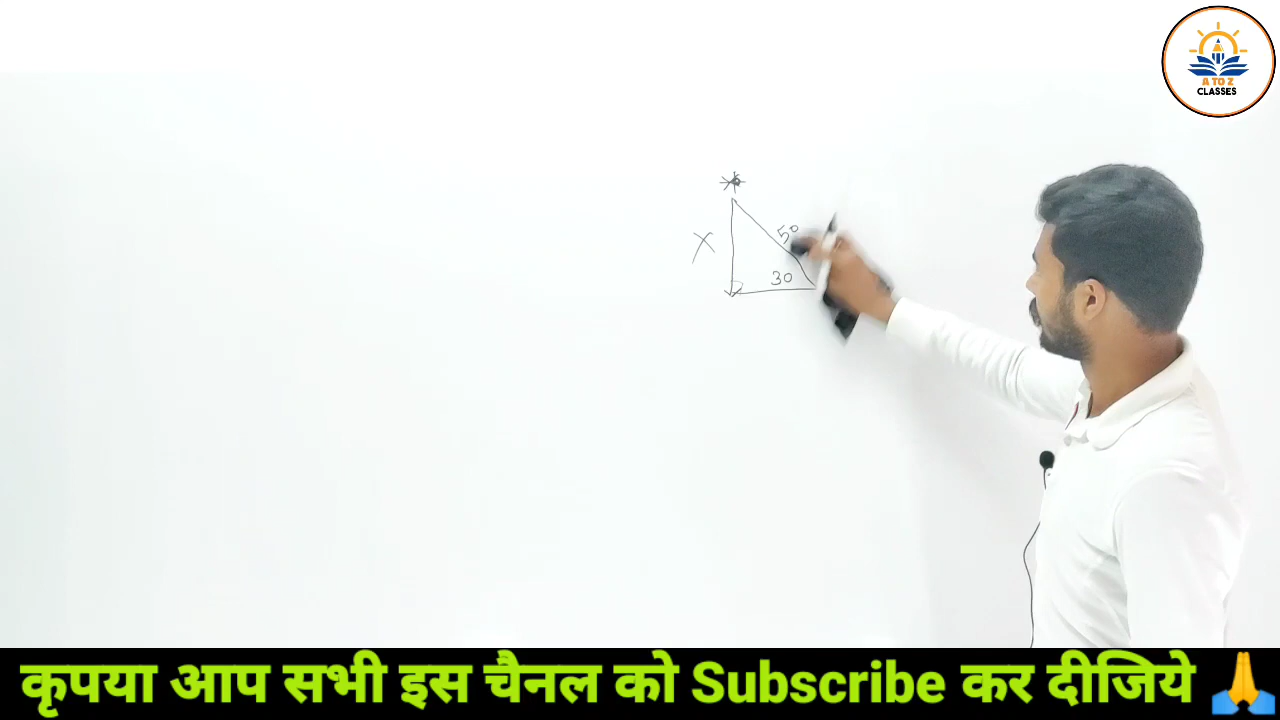 A TO Z
CLASSES
50
X
30
कृपया आप सभी इस चैनल को Subscribe कर दीजिये 🙏